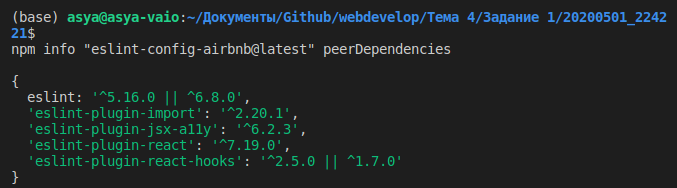 (base) asya@asya-vaio:~/Документы/Github/webdevelop/Тема 4/Задание 1/20200501_2242
21$
npm info "eslint-config-airbnb@latest" peerDependencies
{
  eslint: '^5.16.0 || ^6.8.0',
  'eslint-plugin-import': '^2.20.1',
  'eslint-plugin-jsx-a11y': '^6.2.3',
  'eslint-plugin-react': '^7.19.0',
  'eslint-plugin-react-hooks': '^2.5.0 || ^1.7.0'
}